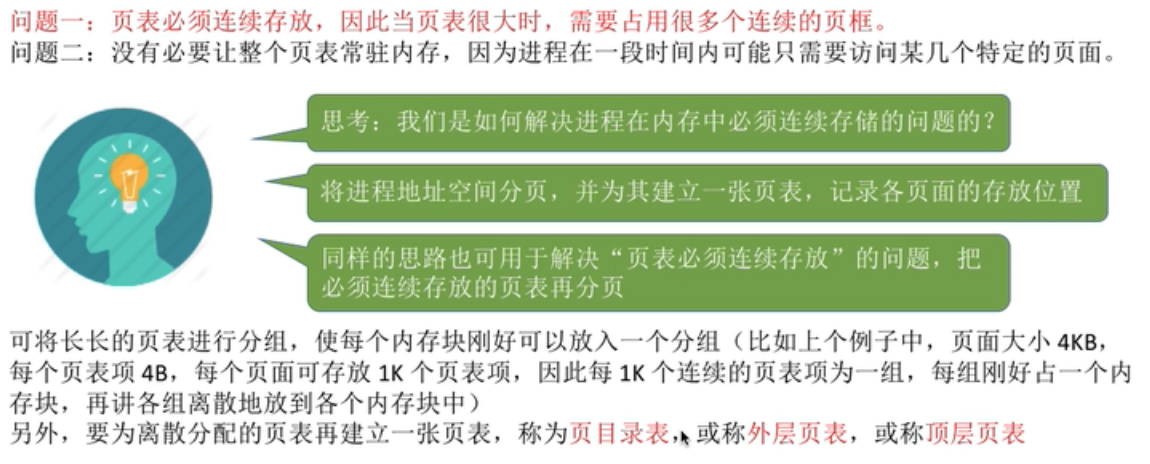 问题一：页表必须连续存放，因此当页表很大时，需要占用很多个连续的页框。
问题二：没有必要让整个页表常驻内存，因为进程在一段时间内可能只需要访问某几个特定的页面。
思考：我们是如何解决进程在内存中必须连续存储的问题的？
将进程地址空间分页，并为其建立一张页表，记录各页面的存放位置
同样的思路也可用于解决“页表必须连续存放”的问题，把
必须连续存放的页表再分页
可将长长的页表进行分组，使每个内存块刚好可以放入一个分组（比如上个例子中，页面大小 4KB，
每个页表项 4B，每个页面可存放 1K 个页表项，因此每 1K 个连续的页表项为一组，每组刚好占一个内
存块，再讲各组离散地放到各个内存块中）
另外，要为离散分配的页表再建立一张页表，称为页目录表，或称外层页表，或称顶层页表